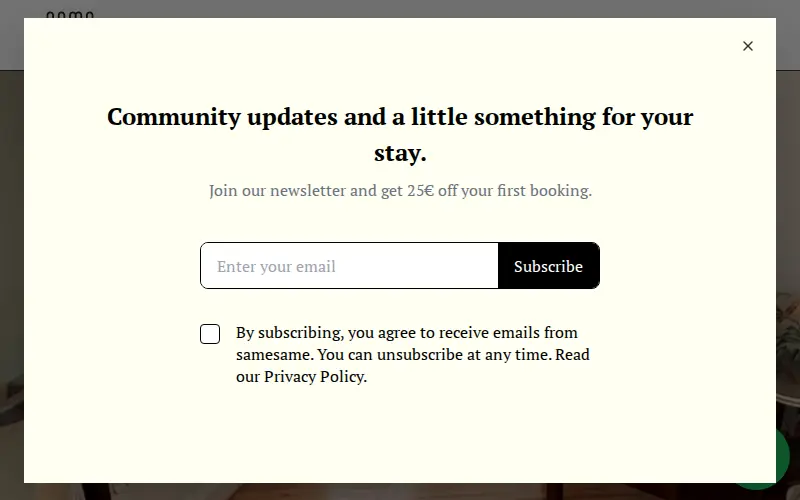 Community updates and a little something for your
stay.
Join our newsletter and get 25€ off your first booking.
Enter your email
Subscribe
By subscribing, you agree to receive emails from
samesame. You can unsubscribe at any time. Read
our Privacy Policy.